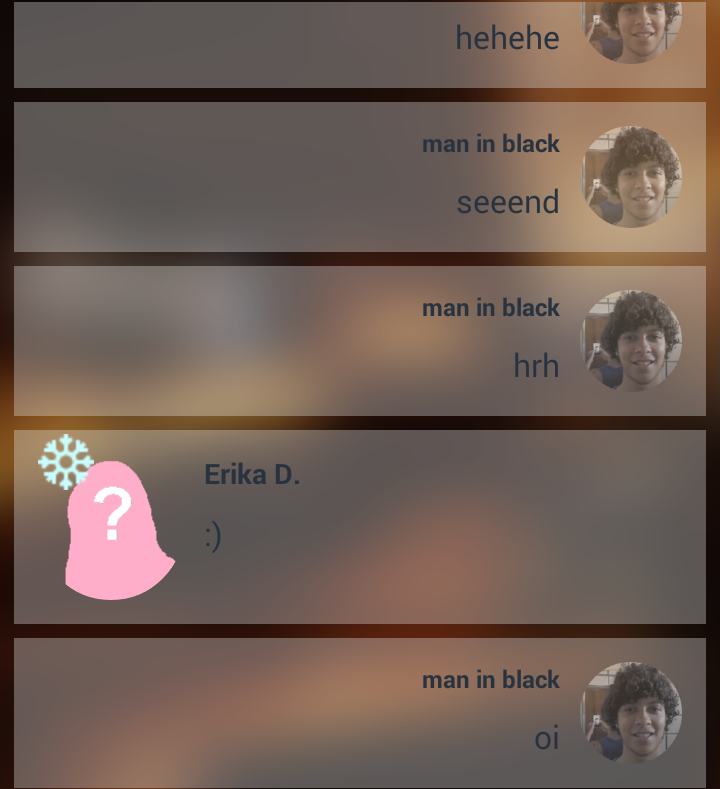 hehehe
man in black
seeend
man in black
hrh
?
Erika D.
:)
man in black
oi